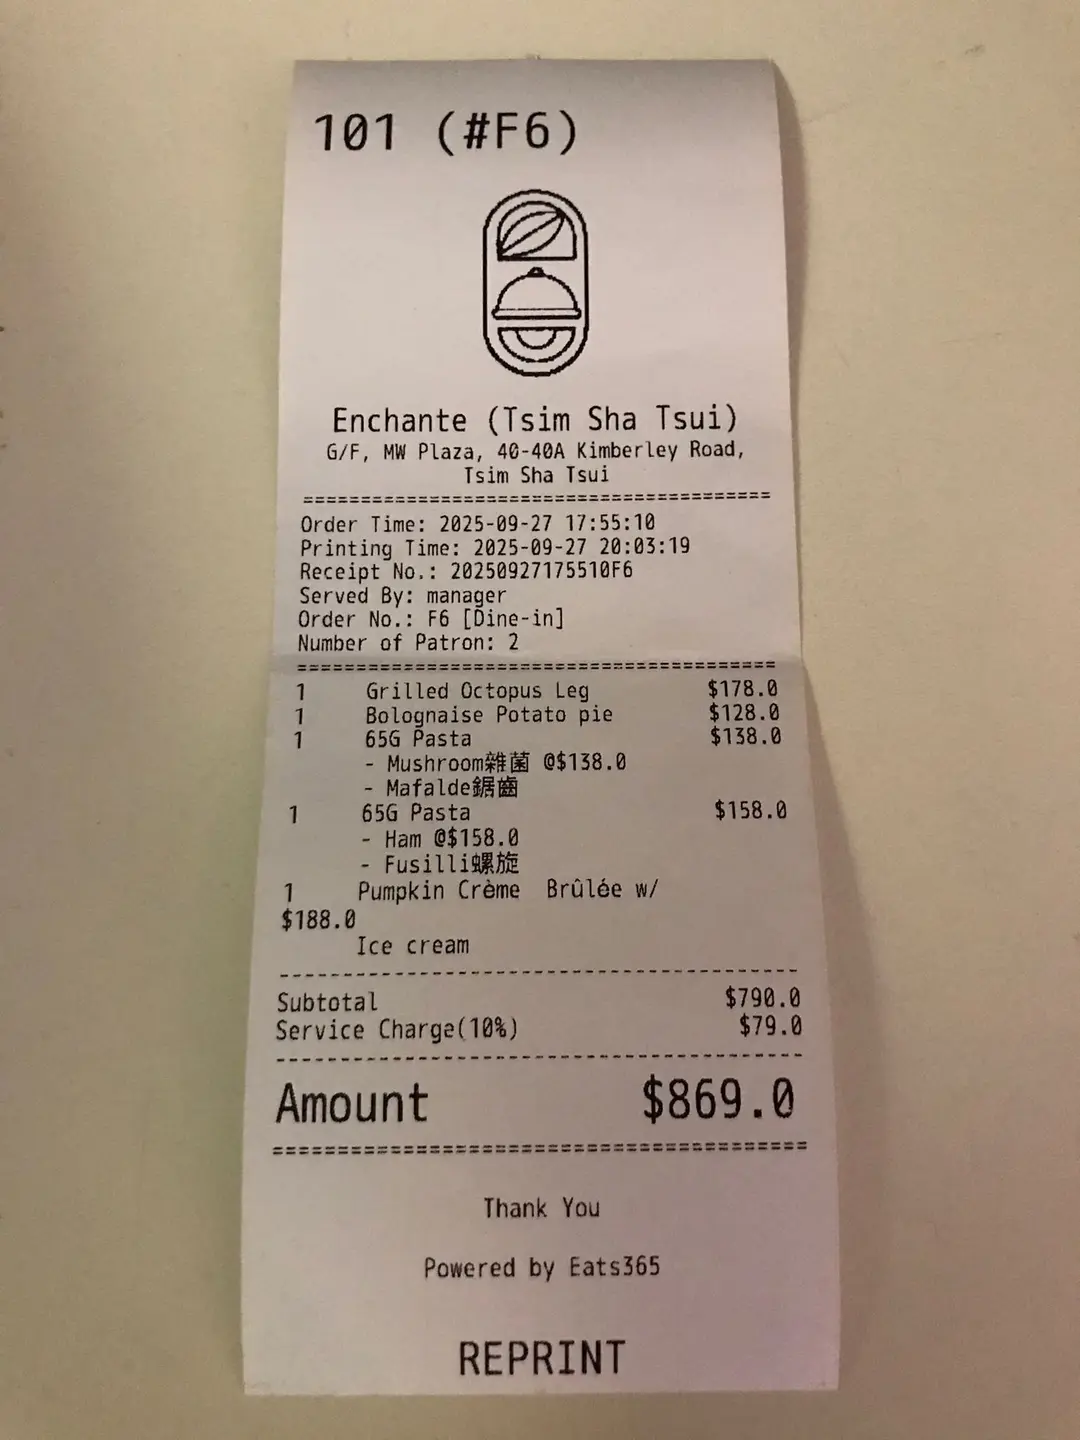 101 (#F6)
Enchante (Tsim Sha Tsui)
G/F, MW Plaza, 40-40A Kimberley Road,
Tsim Sha Tsui
==========================================
Order Time: 2025-09-27 17:55:10
Printing Time: 2025-09-27 20:03:19
Receipt No.: 20250927175510F6
Served By: manager
Order No.: F6 [Dine-in]
Number of Patron: 2
==========================================
1 Grilled Octopus Leg $178.0
1 Bolognaise Potato pie $128.0
1 65G Pasta $138.0
- Mushroom雜菌 @$138.0
- Mafalde鋸齒
1 65G Pasta $158.0
- Ham @$158.0
- Fusilli螺旋
1 Pumpkin Crème Brûlée w/
$188.0
Ice cream
------------------------------------------
Subtotal $790.0
Service Charge(10%) $79.0
------------------------------------------
Amount $869.0
==========================================
Thank You
Powered by Eats365
REPRINT